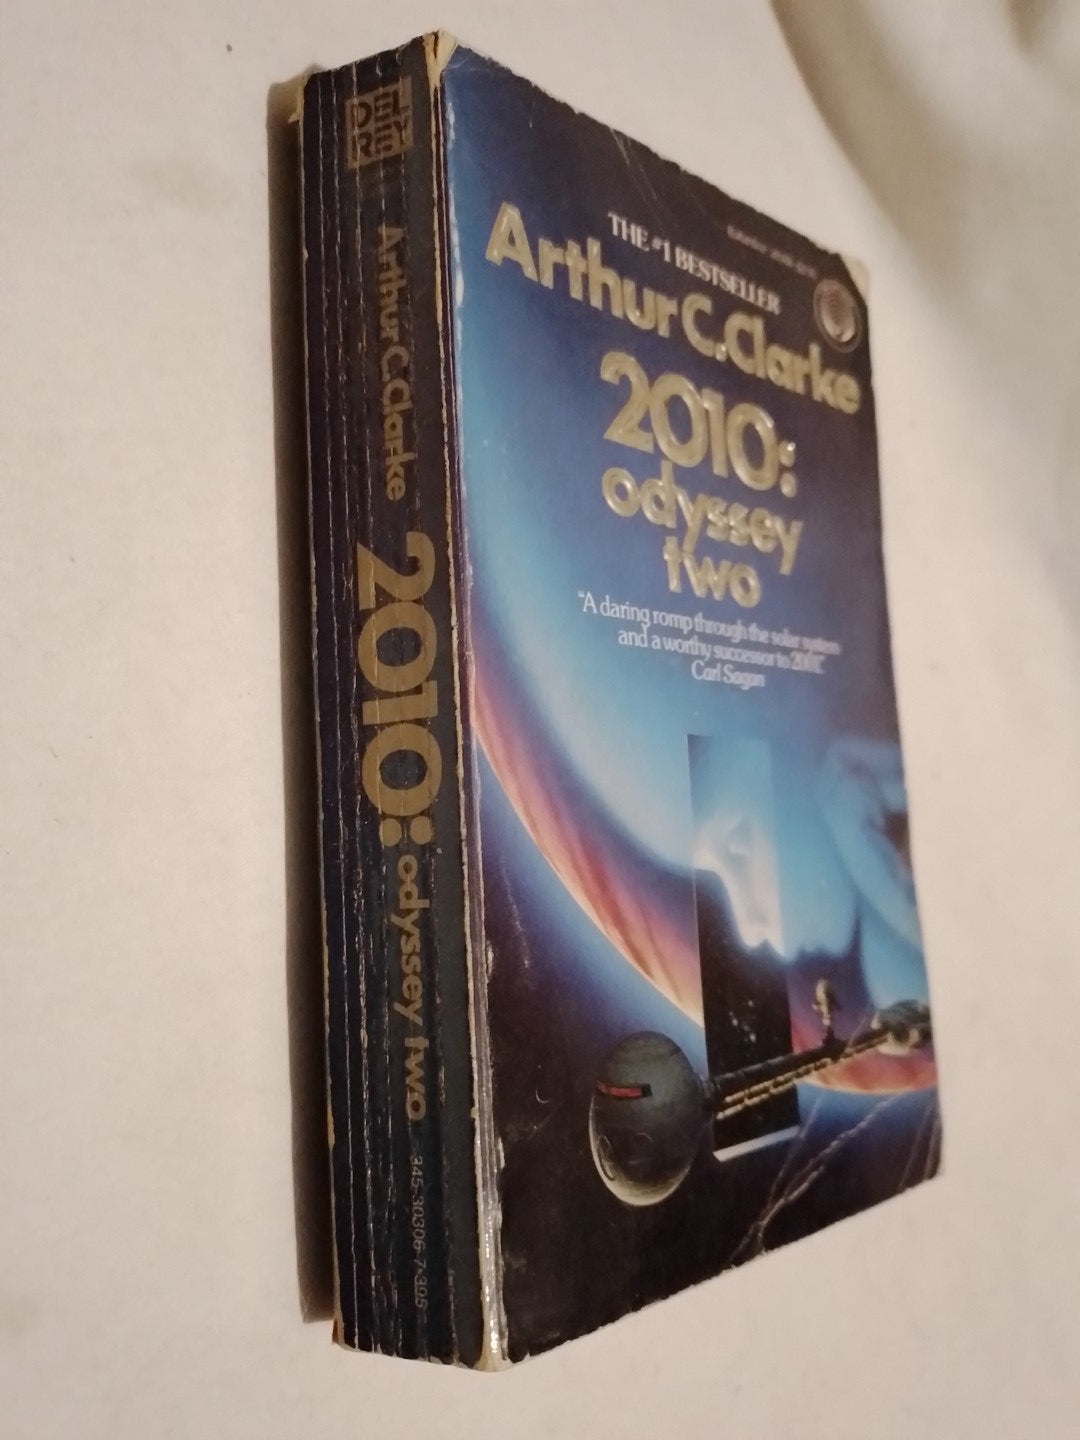 DEL
REY
Arthur C. Clarke 2010: odyssey two 345-30306-7·395
THE #1 BESTSELLER
Arthur C. Clarke
2010:
odyssey
two
"A daring romp through the solar system
and a worthy successor to 2001."
Carl Sagan